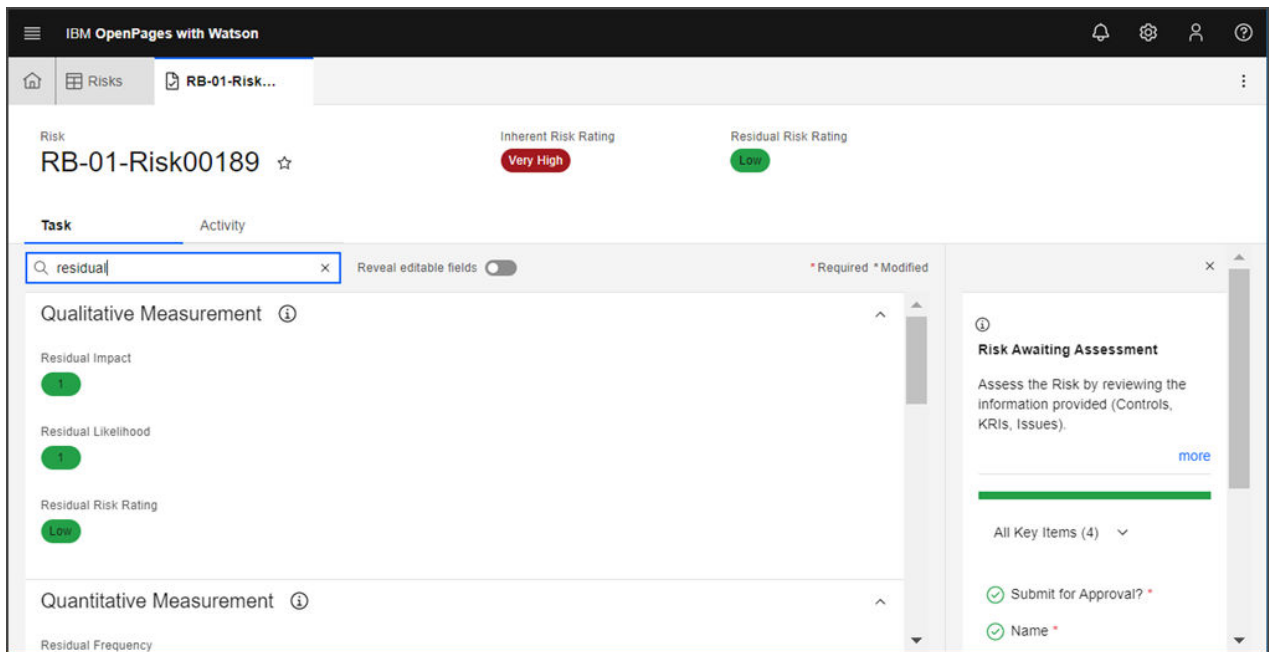 IBM OpenPages with Watson
Risks
RB-01-Risk...
Risk
RB-01-Risk00189
Inherent Risk Rating
Very High
Residual Risk Rating
Low
Task
Activity
residual
Reveal editable fields
*Required *Modified
Qualitative Measurement
Residual Impact
1
Residual Likelihood
1
Residual Risk Rating
Low
Quantitative Measurement
Residual Frequency
Risk Awaiting Assessment
Assess the Risk by reviewing the
information provided (Controls,
KRIs, Issues).
more
All Key Items (4)
Submit for Approval? *
Name *